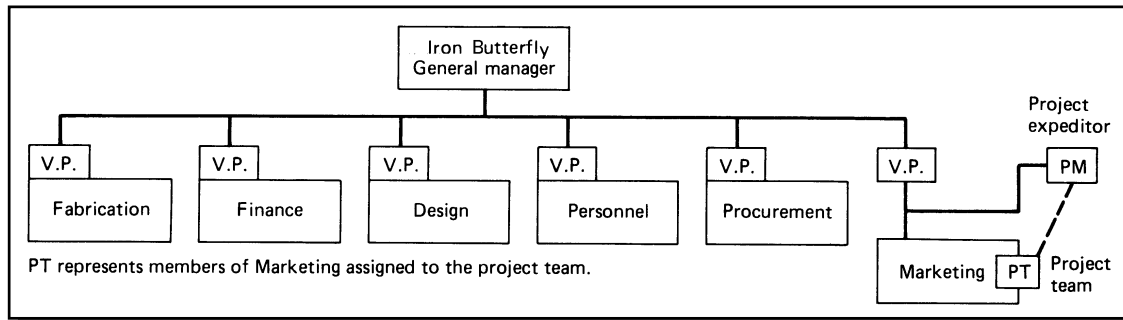 Iron Butterfly
General manager
Project
expeditor
V.P.
V.P.
V.P.
V.P.
V.P.
V.P.
PM
Fabrication
Finance
Design
Personnel
Procurement
Marketing
PT
Project
team
PT represents members of Marketing assigned to the project team.